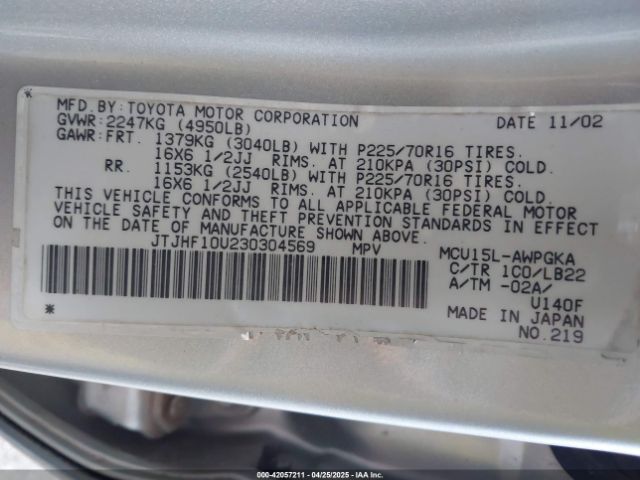 MFD.BY:TOYOTA MOTOR CORPORATION DATE 11/02
GVWR:2247KG (4950LB)
GAWR:FRT. 1379KG (3040LB) WITH P225/70R16 TIRES.
16X6 1/2JJ RIMS. AT 210KPA (30PSI) COLD.
RR. 1153KG (2540LB) WITH P225/70R16 TIRES.
16X6 1/2JJ RIMS. AT 210KPA (30PSI) COLD.
THIS VEHICLE CONFORMS TO ALL APPLICABLE FEDERAL MOTOR
VEHICLE SAFETY AND THEFT PREVENTION STANDARDS IN EFFECT
ON THE DATE OF MANUFACTURE SHOWN ABOVE.
JTJHF10U230304569 MPV MCU15L-AWPGKA
C/TR 1C0/LB22
A/TM -02A/
U140F
MADE IN JAPAN
NO.219
000-42057211 - 04/25/2025 - IAAI.COM